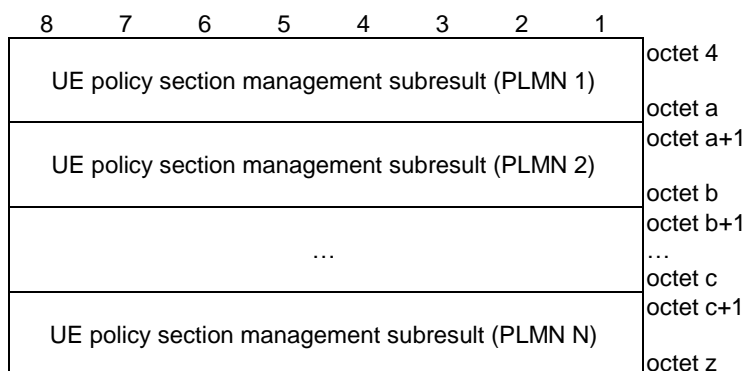 8 7 6 5 4 3 2 1
octet 4
UE policy section management subresult (PLMN 1)
octet a
octet a+1
UE policy section management subresult (PLMN 2)
octet b
octet b+1
… …
octet c
octet c+1
UE policy section management subresult (PLMN N)
octet z